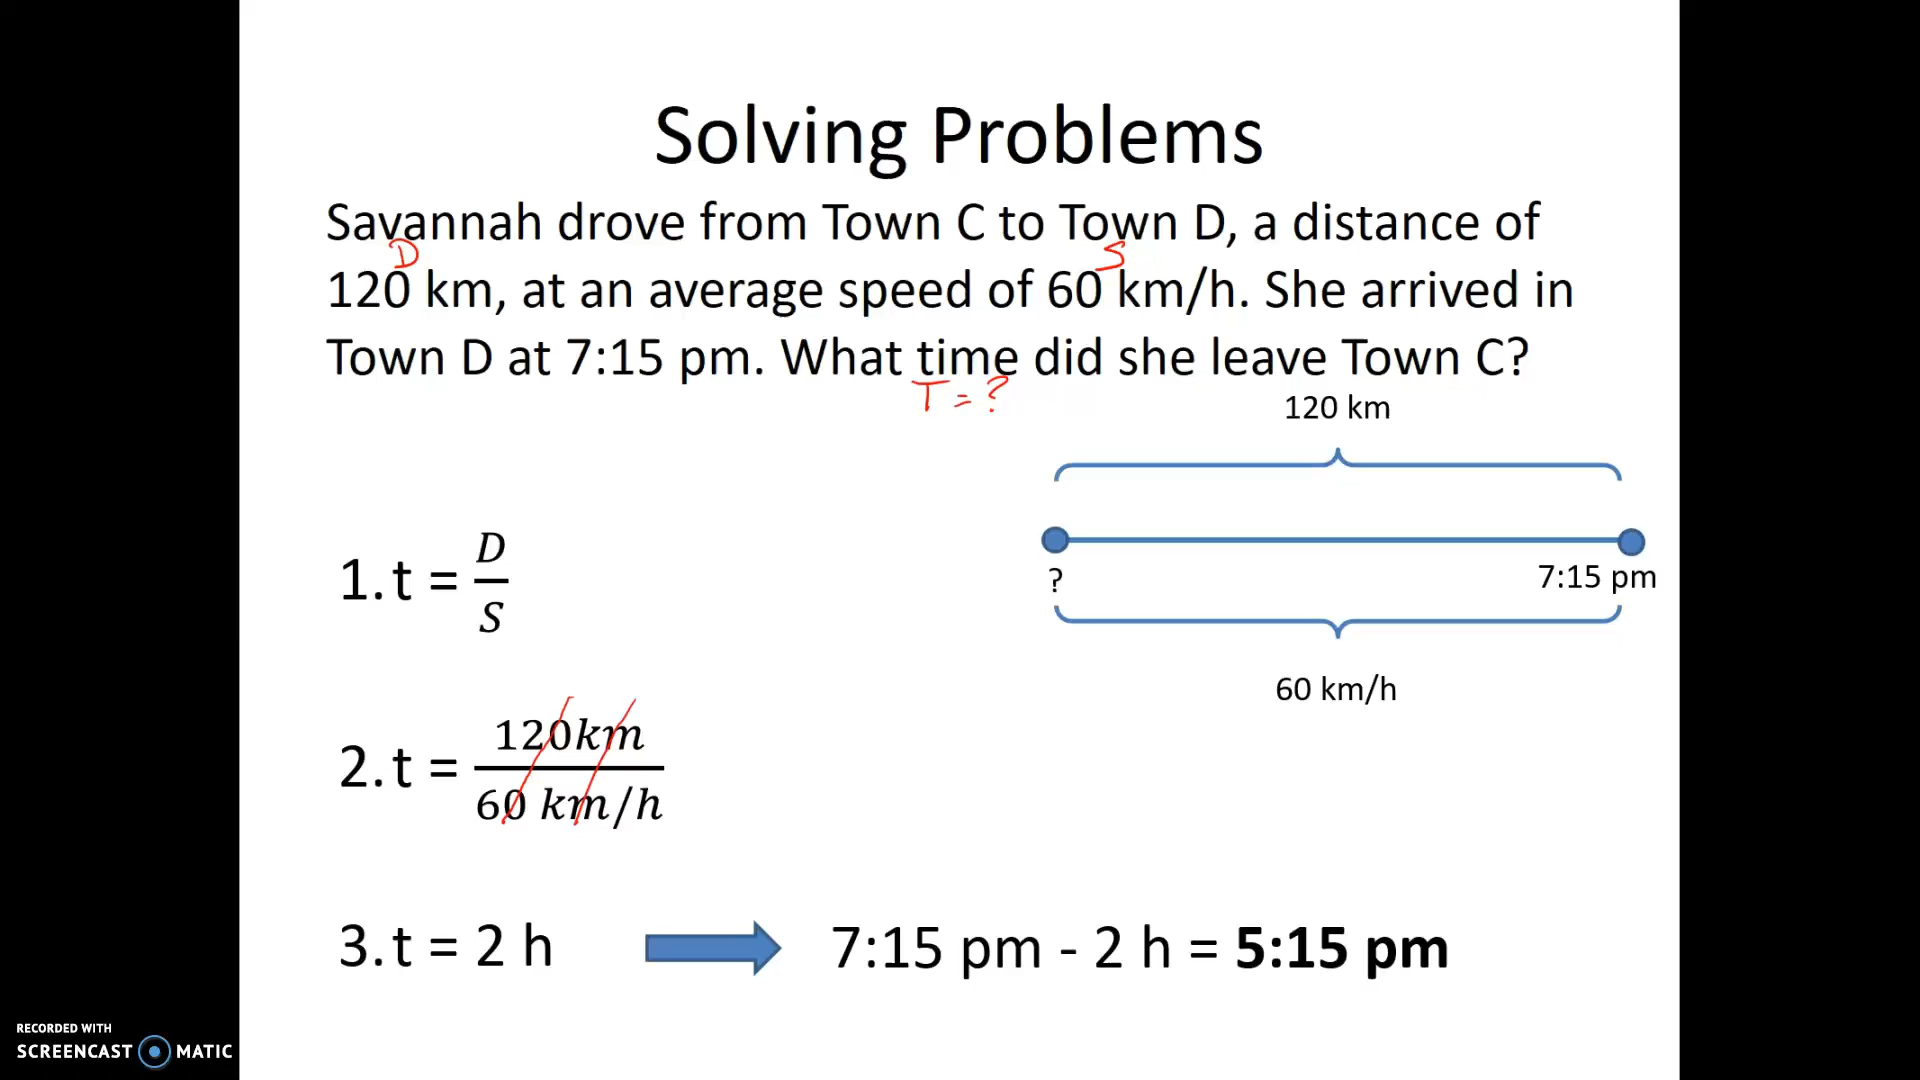 Solving Problems
Savannah drove from Town C to Town D, a distance of
D S
120 km, at an average speed of 60 km/h. She arrived in
Town D at 7:15 pm. What time did she leave Town C?
T = ?
120 km
1. t = D/S
? 7:15 pm
60 km/h
2. t = 120km/60 km/h
3. t = 2 h 7:15 pm - 2 h = 5:15 pm
RECORDED WITH
SCREENCAST MATIC